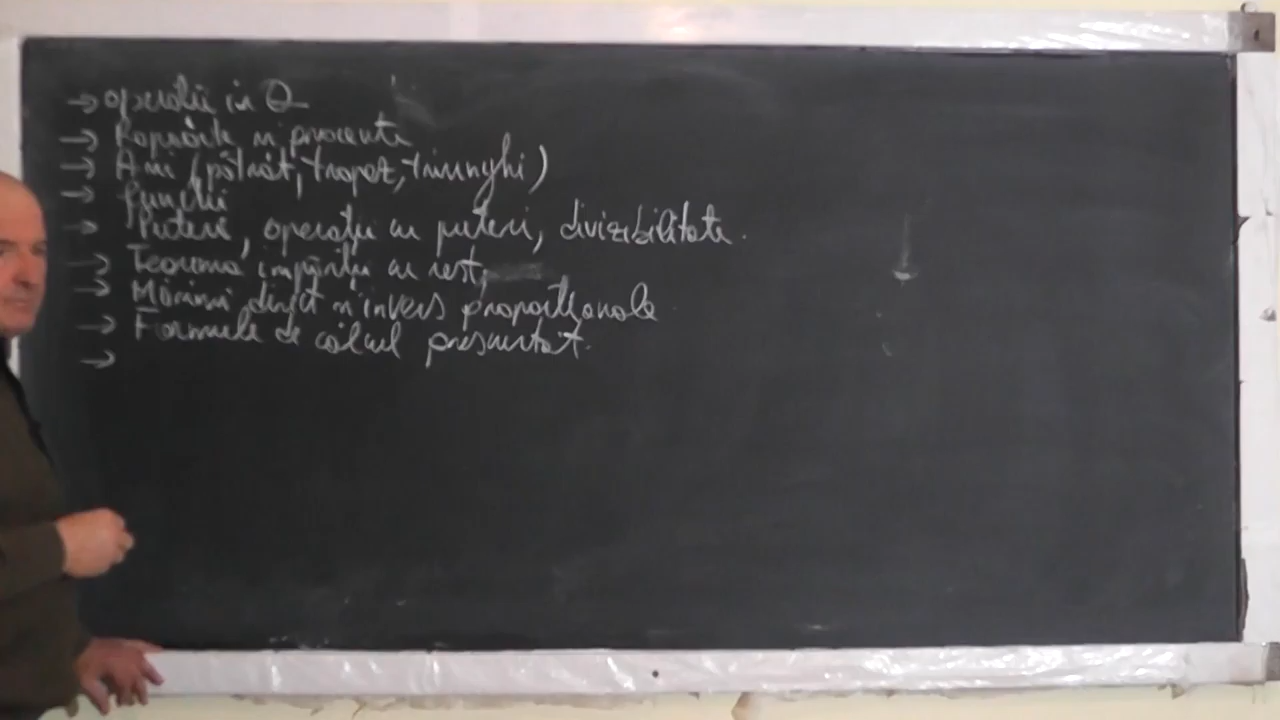 → operații in Q
→ Rapoarte și procente
→ Arii (pătrat, trapez, triunghi)
→ funcții
→ Puteri, operații cu puteri, divizibilitate.
→ Teorema împărțirii cu rest,
→ Mărimi direct și invers proporționale
→ Formule de calcul prescurtat.
→